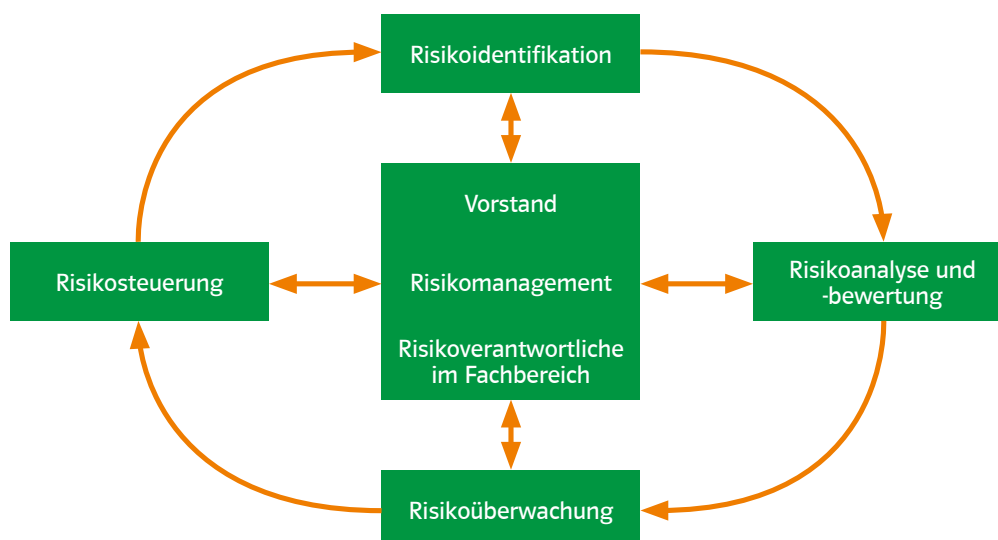 Risikoidentifikation
Vorstand
Risikosteuerung
Risikomanagement
Risikoanalyse und
-bewertung
Risikoverantwortliche
im Fachbereich
Risikoüberwachung